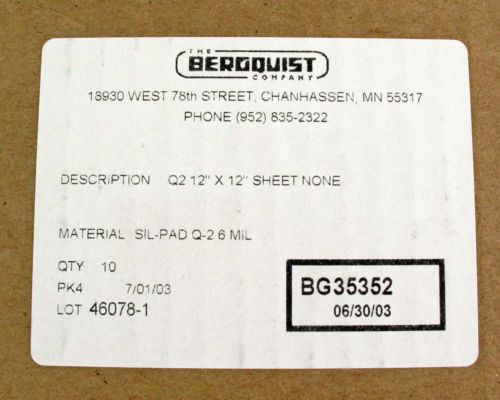 THE
BERGQUIST
COMPANY
18930 WEST 78th STREET, CHANHASSEN, MN 55317
PHONE (952) 835-2322
DESCRIPTION Q2 12" X 12" SHEET NONE
MATERIAL SIL-PAD Q-2 6 MIL
QTY 10
PK4 7/01/03
LOT 46078-1
BG35352
06/30/03